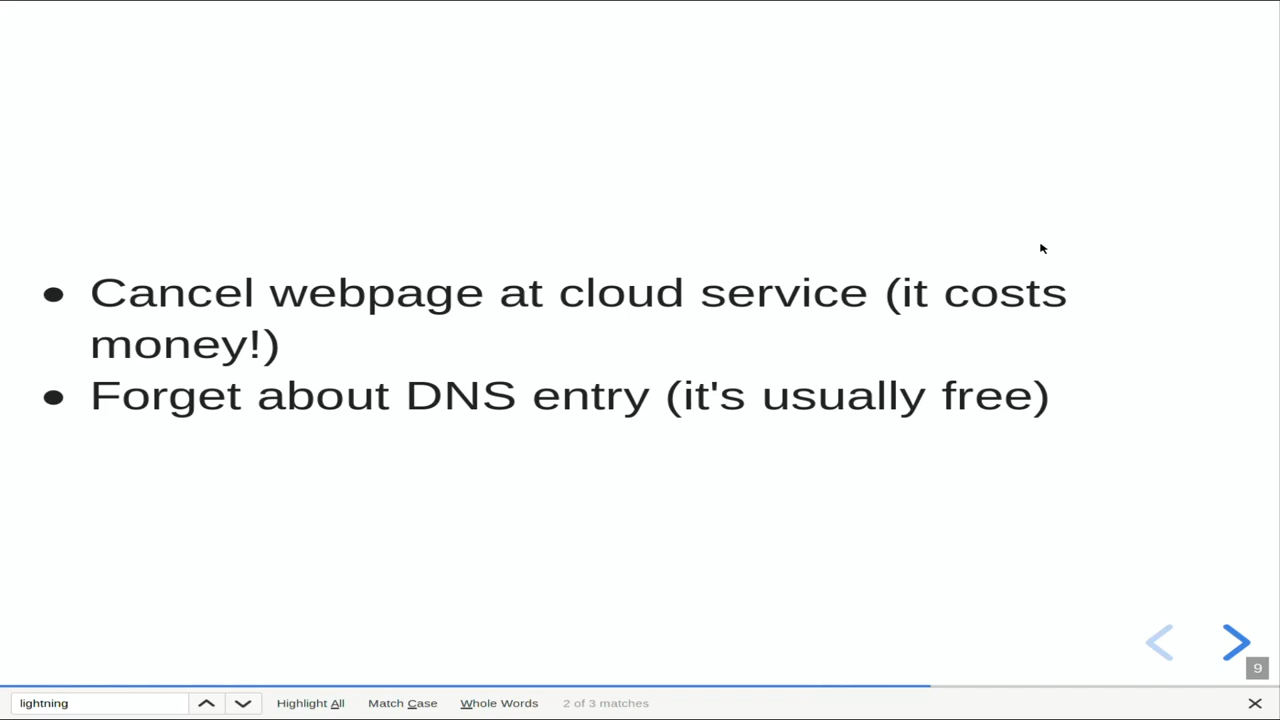 • Cancel webpage at cloud service (it costs
money!)
• Forget about DNS entry (it's usually free)
9
lightning Highlight All Match Case Whole Words 2 of 3 matches